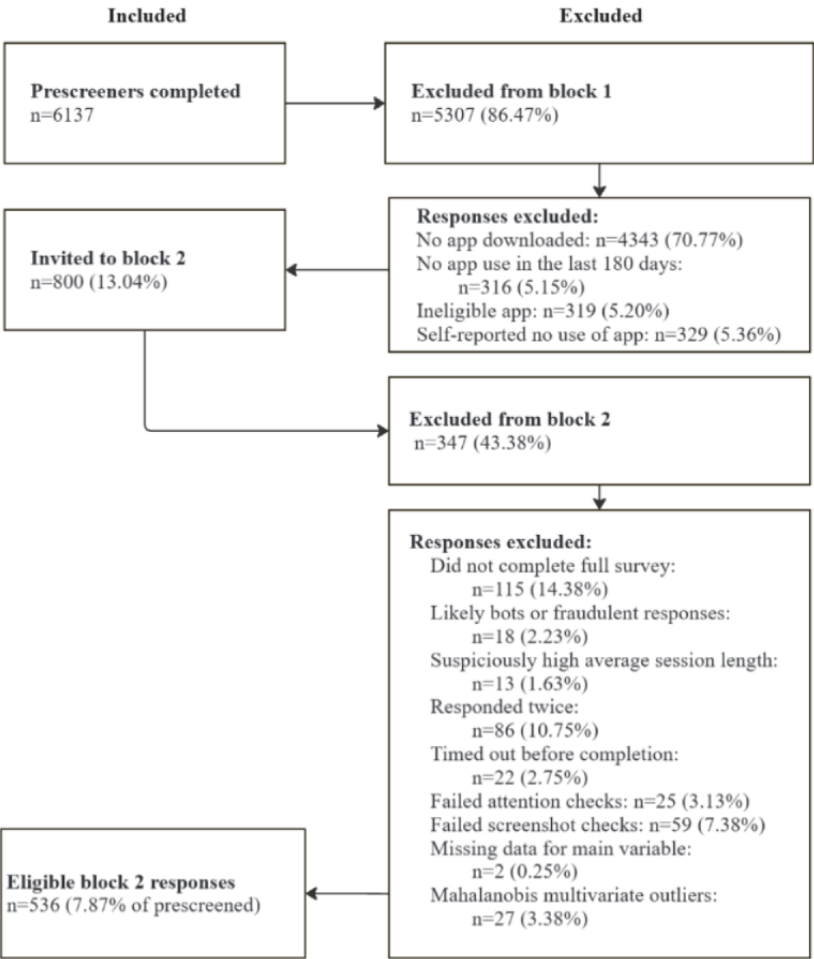 Included
Excluded
Prescreeners completed
n=6137
Excluded from block 1
n=5307 (86.47%)
Responses excluded:
No app downloaded: n=4343 (70.77%)
No app use in the last 180 days:
n=316 (5.15%)
Ineligible app: n=319 (5.20%)
Self-reported no use of app: n=329 (5.36%)
Invited to block 2
n=800 (13.04%)
Excluded from block 2
n=347 (43.38%)
Responses excluded:
Did not complete full survey:
n=115 (14.38%)
Likely bots or fraudulent responses:
n=18 (2.23%)
Suspiciously high average session length:
n=13 (1.63%)
Responded twice:
n=86 (10.75%)
Timed out before completion:
n=22 (2.75%)
Failed attention checks: n=25 (3.13%)
Failed screenshot checks: n=59 (7.38%)
Missing data for main variable:
n=2 (0.25%)
Mahalanobis multivariate outliers:
n=27 (3.38%)
Eligible block 2 responses
n=536 (7.87% of prescreened)